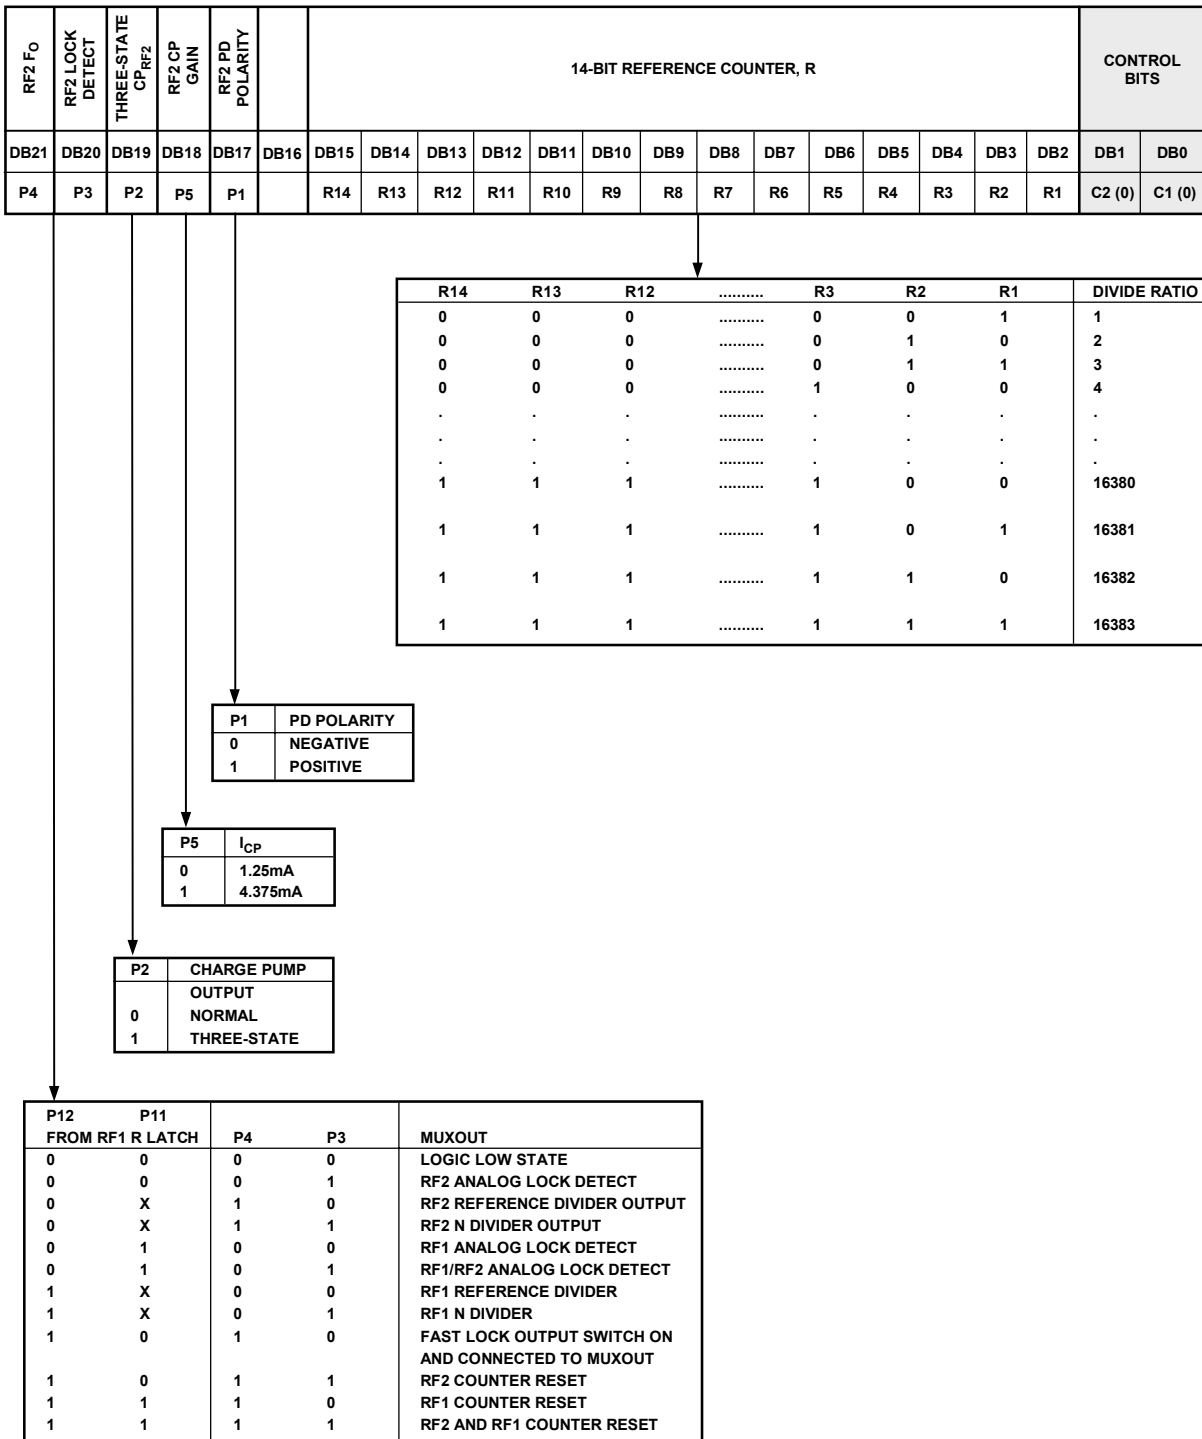 RF2 FO
RF2 LOCK DETECT
THREE-STATE CPRF2
RF2 CP GAIN
RF2 PD POLARITY
14-BIT REFERENCE COUNTER, R
CONTROL BITS
DB21 DB20 DB19 DB18 DB17 DB16 DB15 DB14 DB13 DB12 DB11 DB10 DB9 DB8 DB7 DB6 DB5 DB4 DB3 DB2 DB1 DB0
P4 P3 P2 P5 P1 R14 R13 R12 R11 R10 R9 R8 R7 R6 R5 R4 R3 R2 R1 C2 (0) C1 (0)
R14 R13 R12 .......... R3 R2 R1 DIVIDE RATIO
0 0 0 .......... 0 0 1 1
0 0 0 .......... 0 1 0 2
0 0 0 .......... 0 1 1 3
0 0 0 .......... 1 0 0 4
. . . .......... . . . .
. . . .......... . . . .
. . . .......... . . . .
1 1 1 .......... 1 0 0 16380
1 1 1 .......... 1 0 1 16381
1 1 1 .......... 1 1 0 16382
1 1 1 .......... 1 1 1 16383
P1 PD POLARITY
0 NEGATIVE
1 POSITIVE
P5 ICP
0 1.25mA
1 4.375mA
P2 CHARGE PUMP
OUTPUT
0 NORMAL
1 THREE-STATE
P12 P11
FROM RF1 R LATCH P4 P3 MUXOUT
0 0 0 0 LOGIC LOW STATE
0 0 0 1 RF2 ANALOG LOCK DETECT
0 X 1 0 RF2 REFERENCE DIVIDER OUTPUT
0 X 1 1 RF2 N DIVIDER OUTPUT
0 1 0 0 RF1 ANALOG LOCK DETECT
0 1 0 1 RF1/RF2 ANALOG LOCK DETECT
1 X 0 0 RF1 REFERENCE DIVIDER
1 X 0 1 RF1 N DIVIDER
1 0 1 0 FAST LOCK OUTPUT SWITCH ON
AND CONNECTED TO MUXOUT
1 0 1 1 RF2 COUNTER RESET
1 1 1 0 RF1 COUNTER RESET
1 1 1 1 RF2 AND RF1 COUNTER RESET